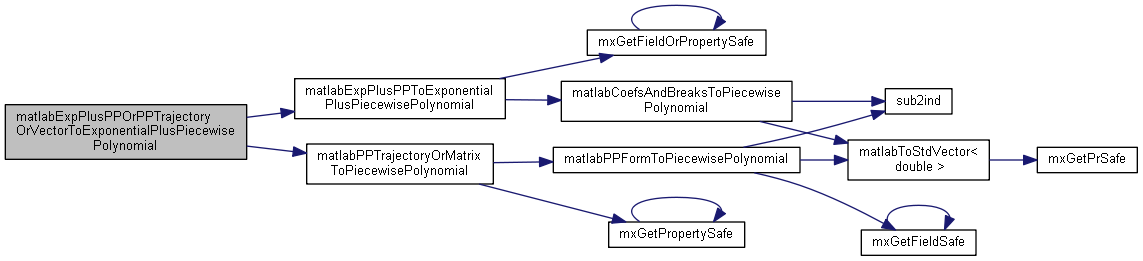 mxGetFieldOrPropertySafe
matlabExpPlusPPToExponential
PlusPiecewisePolynomial
matlabCoefsAndBreaksToPiecewise
Polynomial
sub2ind
matlabExpPlusPPOrPPTrajectory
OrVectorToExponentialPlusPiecewise
Polynomial
matlabPPTrajectoryOrMatrix
ToPiecewisePolynomial
matlabPPFormToPiecewisePolynomial
matlabToStdVector<
double >
mxGetPrSafe
mxGetPropertySafe
mxGetFieldSafe